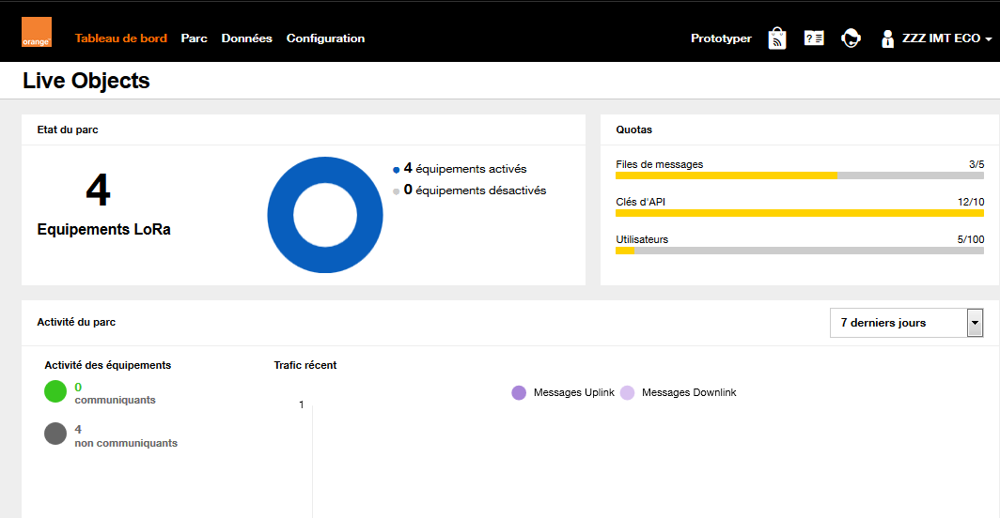 orange™
Tableau de bord Parc Données Configuration
Prototyper
ZZZ IMT ECO
Live Objects
Etat du parc
4
Equipements LoRa
4 équipements activés
0 équipements désactivés
Quotas
Files de messages 3/5
Clés d'API 12/10
Utilisateurs 5/100
Activité du parc
7 derniers jours
Activité des équipements
0
communiquants
4
non communiquants
Trafic récent
Messages Uplink Messages Downlink
1